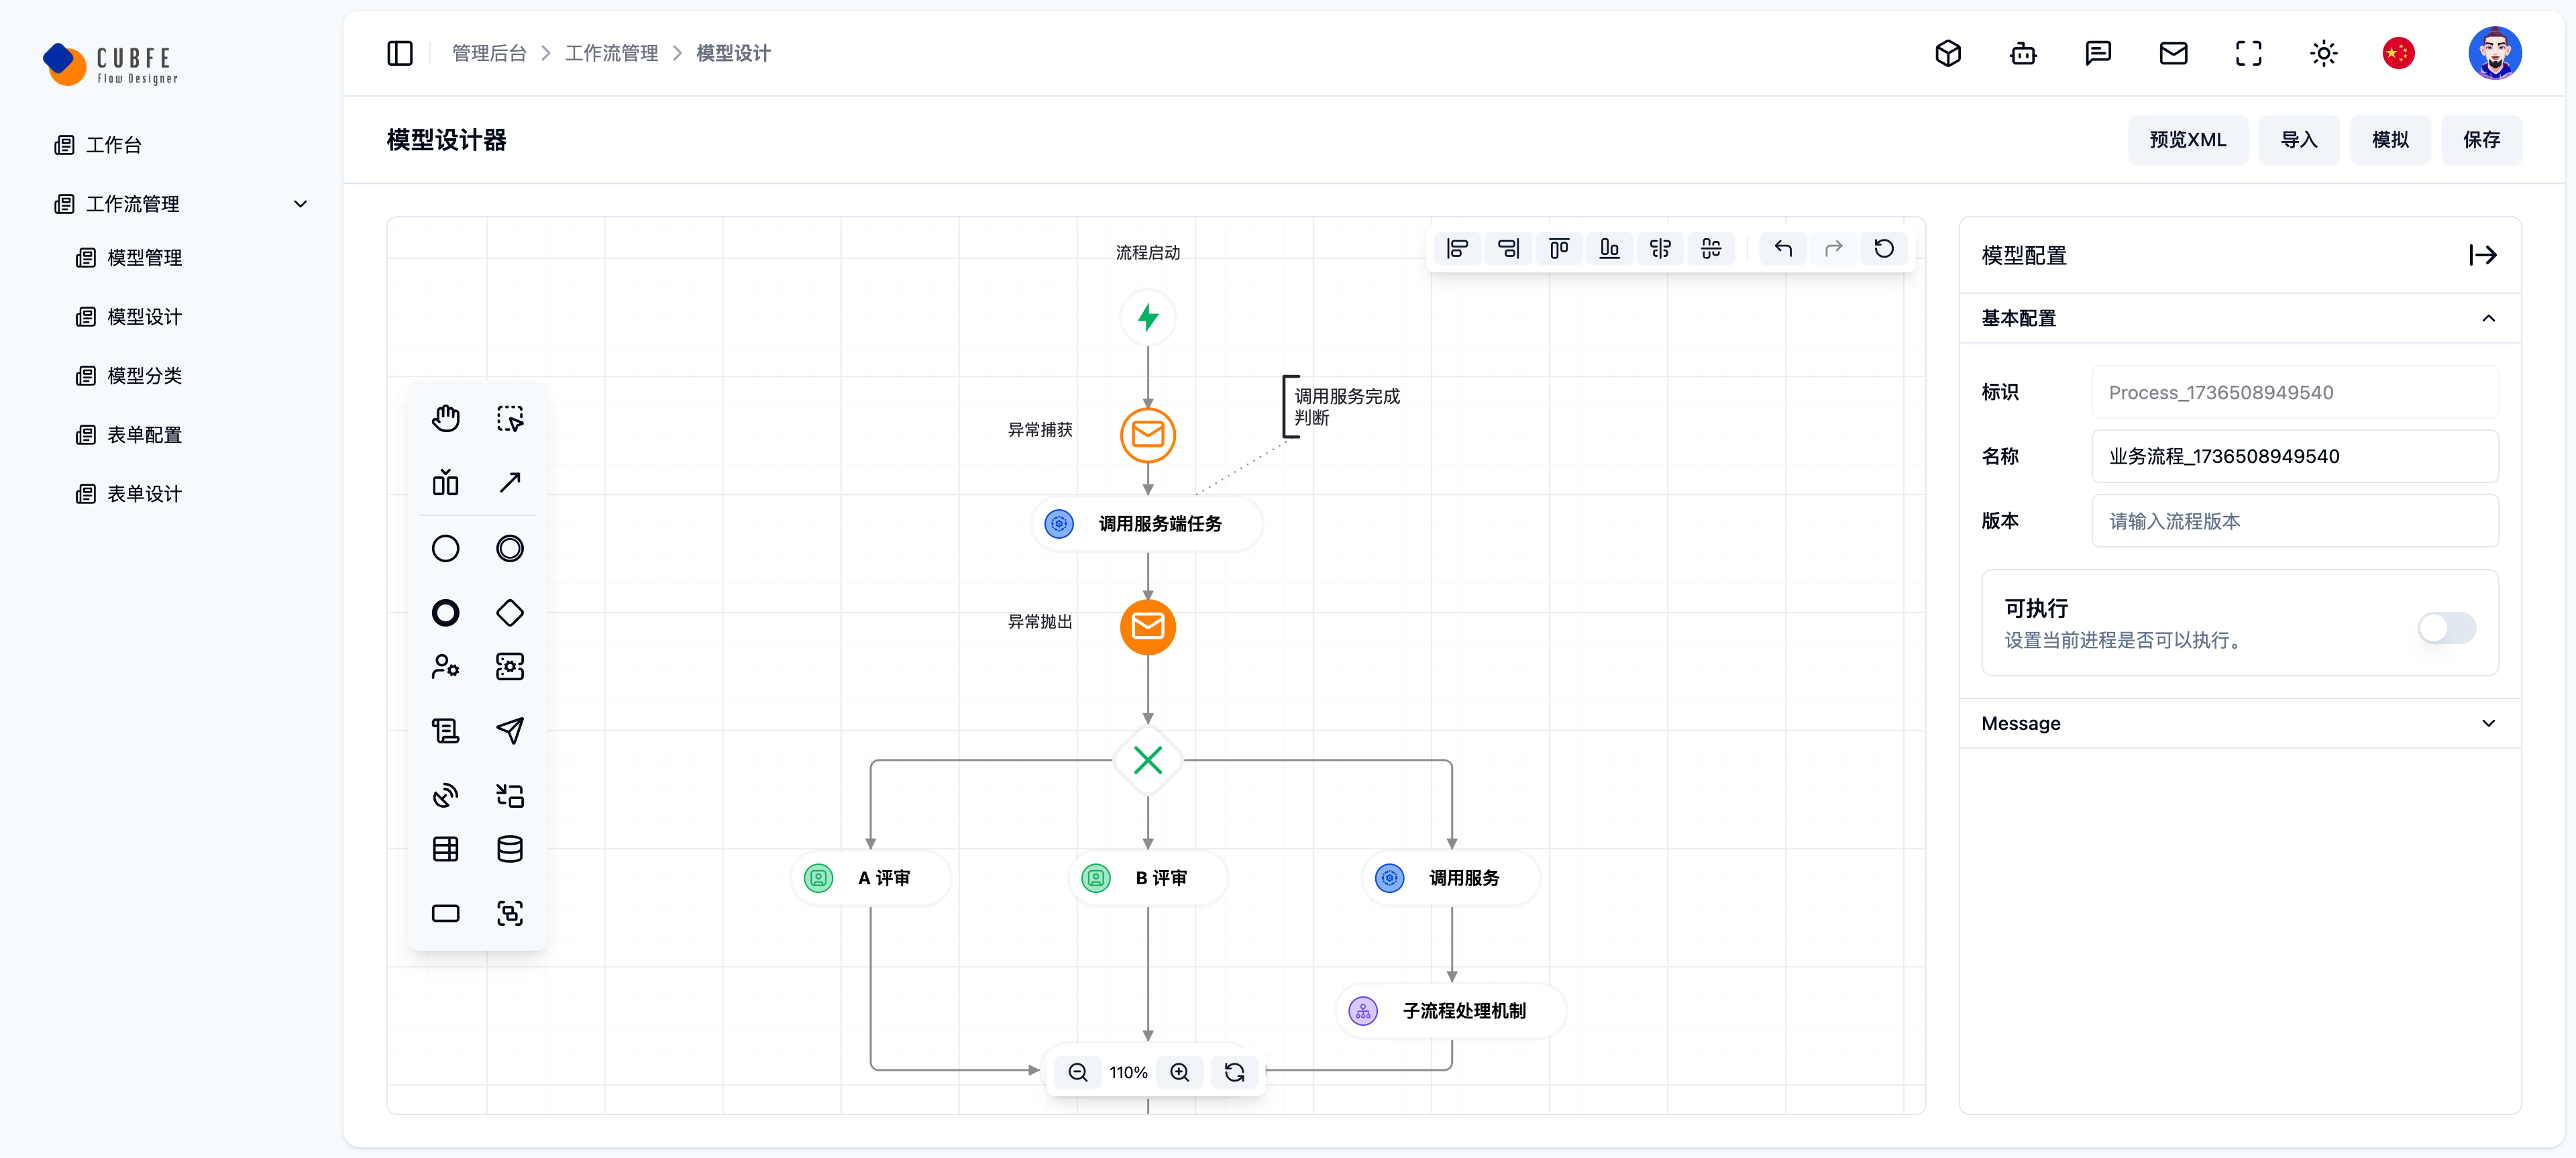 CUBFE
Flow Designer
工作台
工作流管理
模型管理
模型设计
模型分类
表单配置
表单设计
管理后台
工作流管理
模型设计
模型设计器
预览XML
导入
模拟
保存
流程启动
异常捕获
调用服务完成
判断
调用服务端任务
异常抛出
A 评审
B 评审
调用服务
子流程处理机制
110%
模型配置
基本配置
标识
Process_1736508949540
名称
业务流程_1736508949540
版本
请输入流程版本
可执行
设置当前进程是否可以执行。
Message